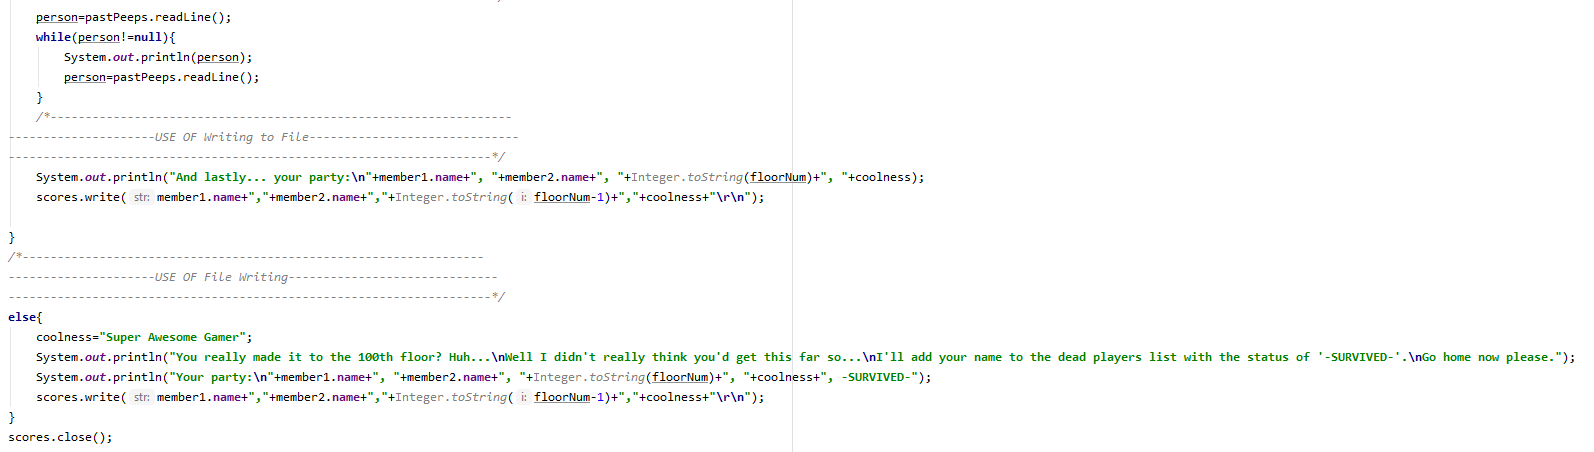 person=pastPeeps.readLine();
while(person!=null){
System.out.println(person);
person=pastPeeps.readLine();
}
/*------------------------------------------------------------------
---------------------USE OF Writing to File------------------------------
---------------------------------------------------------------------*/
System.out.println("And lastly... your party:\n"+member1.name+", "+member2.name+", "+Integer.toString(floorNum)+", "+coolness);
scores.write( str: member1.name+","+member2.name+","+Integer.toString( i: floorNum-1)+","+coolness+"\r\n");
}
/*------------------------------------------------------------------
---------------------USE OF File Writing------------------------------
---------------------------------------------------------------------*/
else{
coolness="Super Awesome Gamer";
System.out.println("You really made it to the 100th floor? Huh...\nWell I didn't really think you'd get this far so...\nI'll add your name to the dead players list with the status of '-SURVIVED-'.\nGo home now please.");
System.out.println("Your party:\n"+member1.name+", "+member2.name+", "+Integer.toString(floorNum)+", "+coolness+", -SURVIVED-");
scores.write( str: member1.name+","+member2.name+","+Integer.toString( i: floorNum-1)+","+coolness+"\r\n");
}
scores.close();